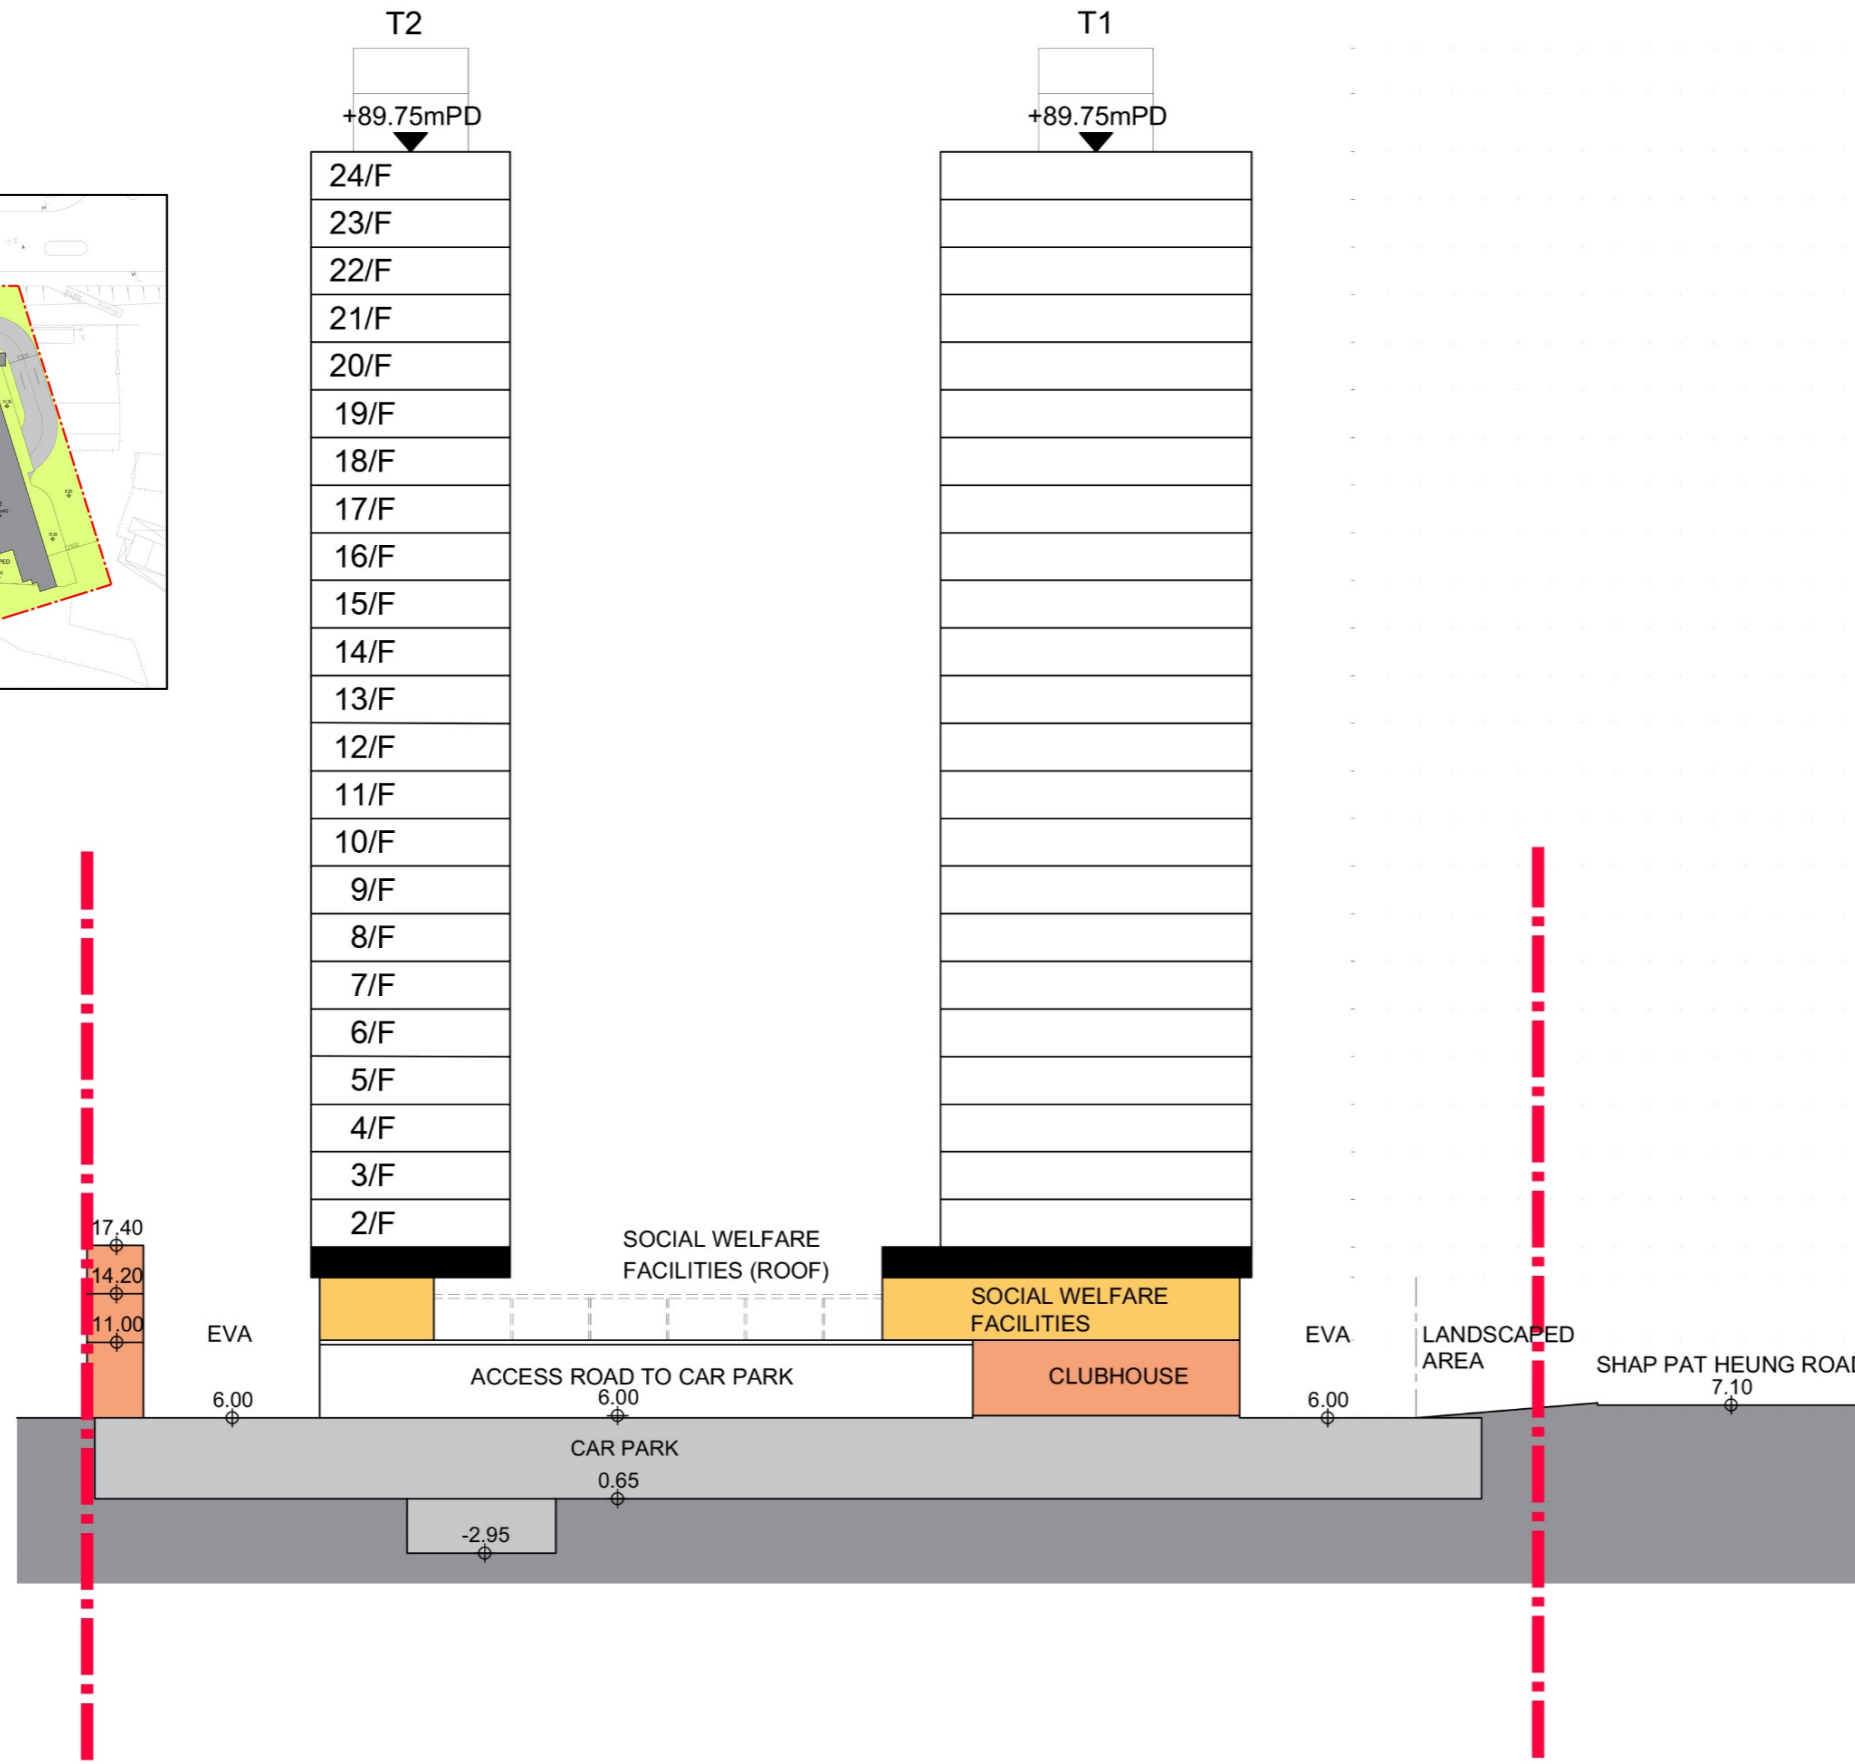 T2
T1
+89.75mPD
+89.75mPD
24/F
23/F
22/F
21/F
20/F
19/F
18/F
17/F
16/F
15/F
14/F
13/F
12/F
11/F
10/F
9/F
8/F
7/F
6/F
5/F
4/F
3/F
2/F
17.40
14.20
11.00
EVA
6.00
SOCIAL WELFARE
FACILITIES (ROOF)
SOCIAL WELFARE
FACILITIES
ACCESS ROAD TO CAR PARK
6.00
CLUBHOUSE
EVA
6.00
LANDSCAPED
AREA
SHAP PAT HEUNG ROAD
7.10
CAR PARK
0.65
-2.95